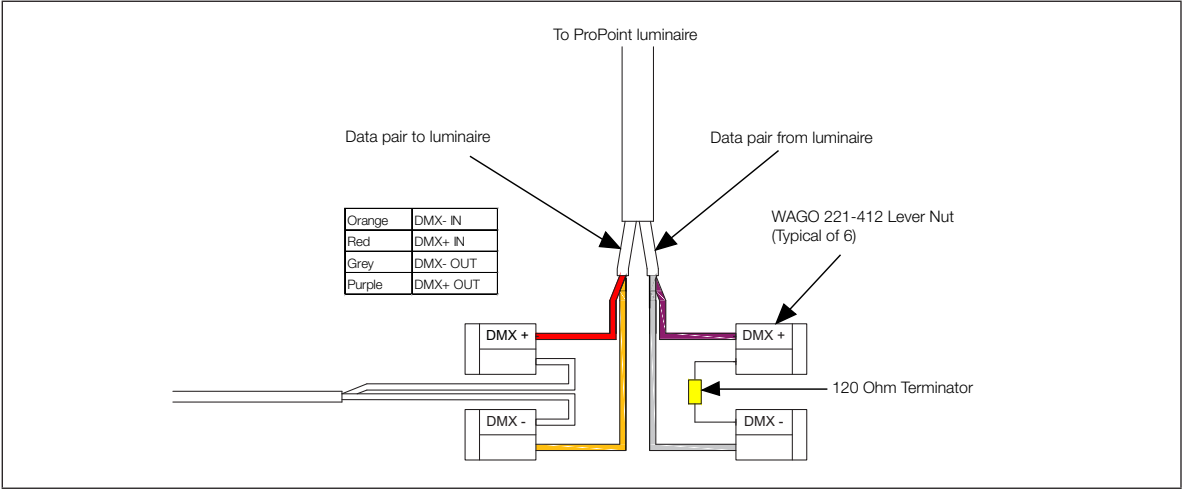 To ProPoint luminaire
Data pair to luminaire
Data pair from luminaire
WAGO 221-412 Lever Nut
(Typical of 6)
Orange DMX- IN
Red DMX+ IN
Grey DMX- OUT
Purple DMX+ OUT
DMX +
DMX +
120 Ohm Terminator
DMX -
DMX -